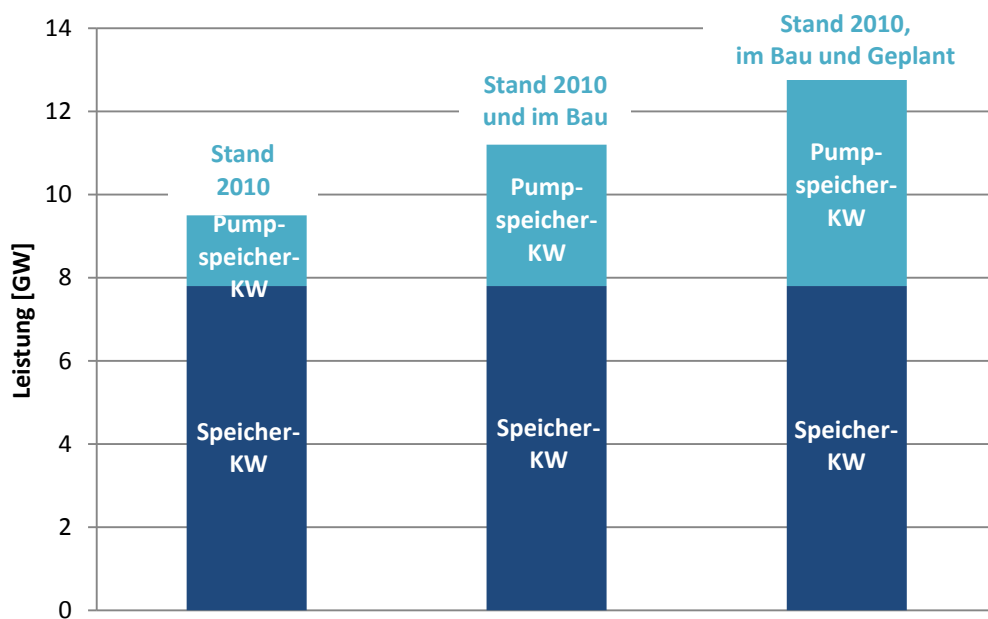 Leistung [GW]
14
12
10
8
6
4
2
0
Stand
2010
Pump-
speicher-
KW
Speicher-
KW
Stand 2010
und im Bau
Pump-
speicher-
KW
Speicher-
KW
Stand 2010,
im Bau und Geplant
Pump-
speicher-
KW
Speicher-
KW